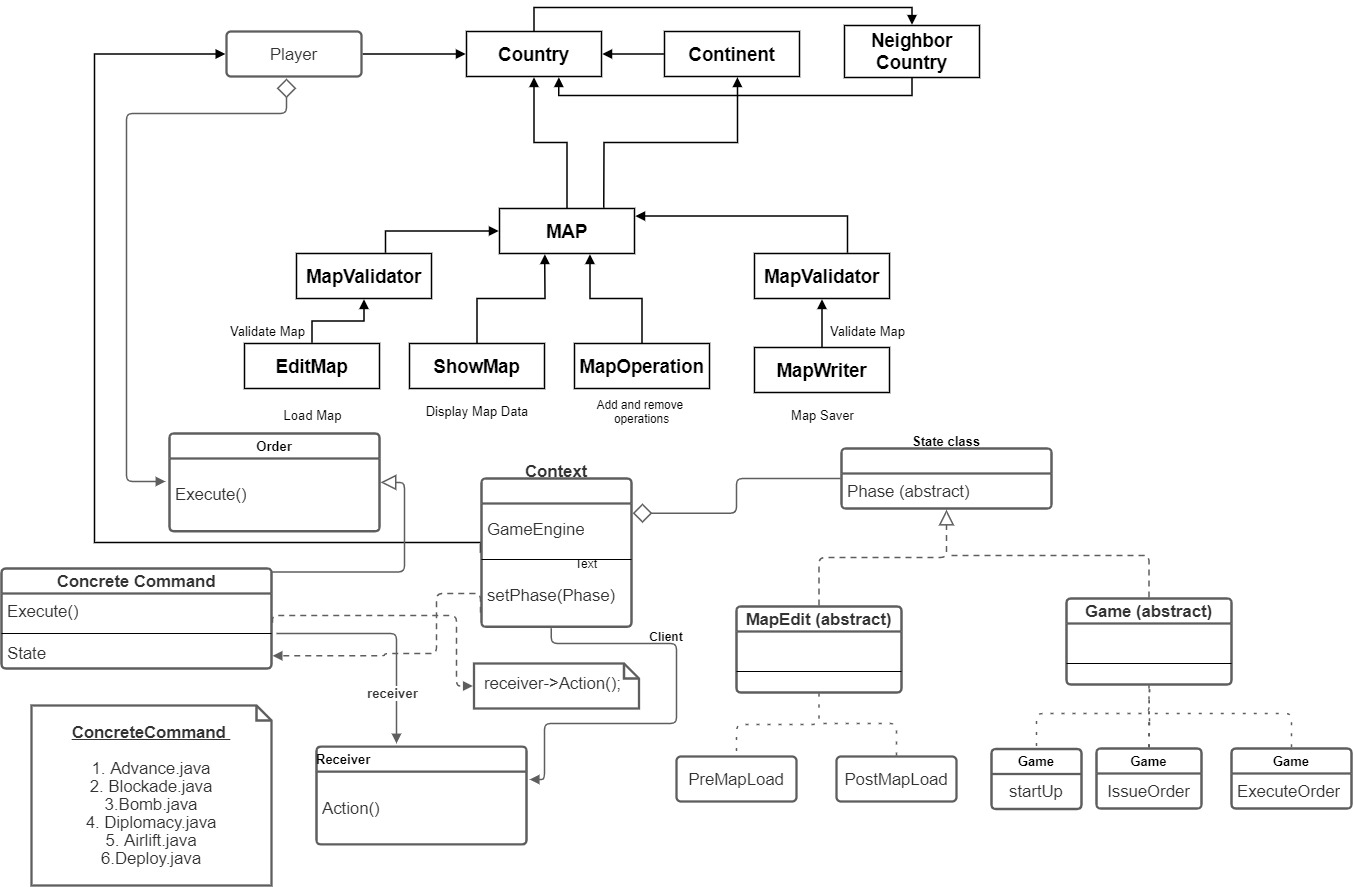 Player
Country
Continent
Neighbor
Country
MAP
MapValidator
MapValidator
Validate Map
Validate Map
EditMap
ShowMap
MapOperation
MapWriter
Load Map
Display Map Data
Add and remove
operations
Map Saver
Order
Execute()
Context
GameEngine
Text
setPhase(Phase)
State class
Phase (abstract)
Concrete Command
Execute()
State
Client
receiver
receiver->Action();
MapEdit (abstract)
Game (abstract)
ConcreteCommand
1. Advance.java
2. Blockade.java
3.Bomb.java
4. Diplomacy.java
5. Airlift.java
6.Deploy.java
Receiver
Action()
PreMapLoad
PostMapLoad
Game
startUp
Game
IssueOrder
Game
ExecuteOrder